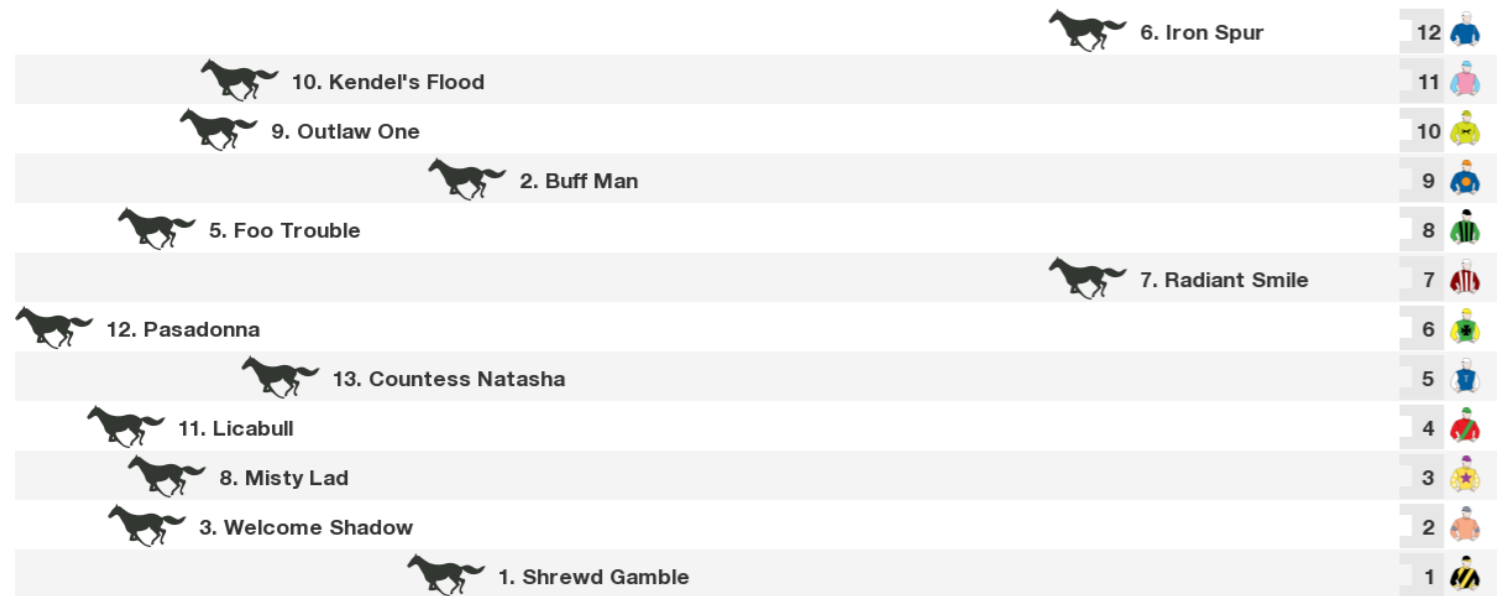 6. Iron Spur 12
10. Kendel's Flood 11
9. Outlaw One 10
2. Buff Man 9
5. Foo Trouble 8
7. Radiant Smile 7
12. Pasadonna 6
13. Countess Natasha 5
11. Licabull 4
8. Misty Lad 3
3. Welcome Shadow 2
1. Shrewd Gamble 1